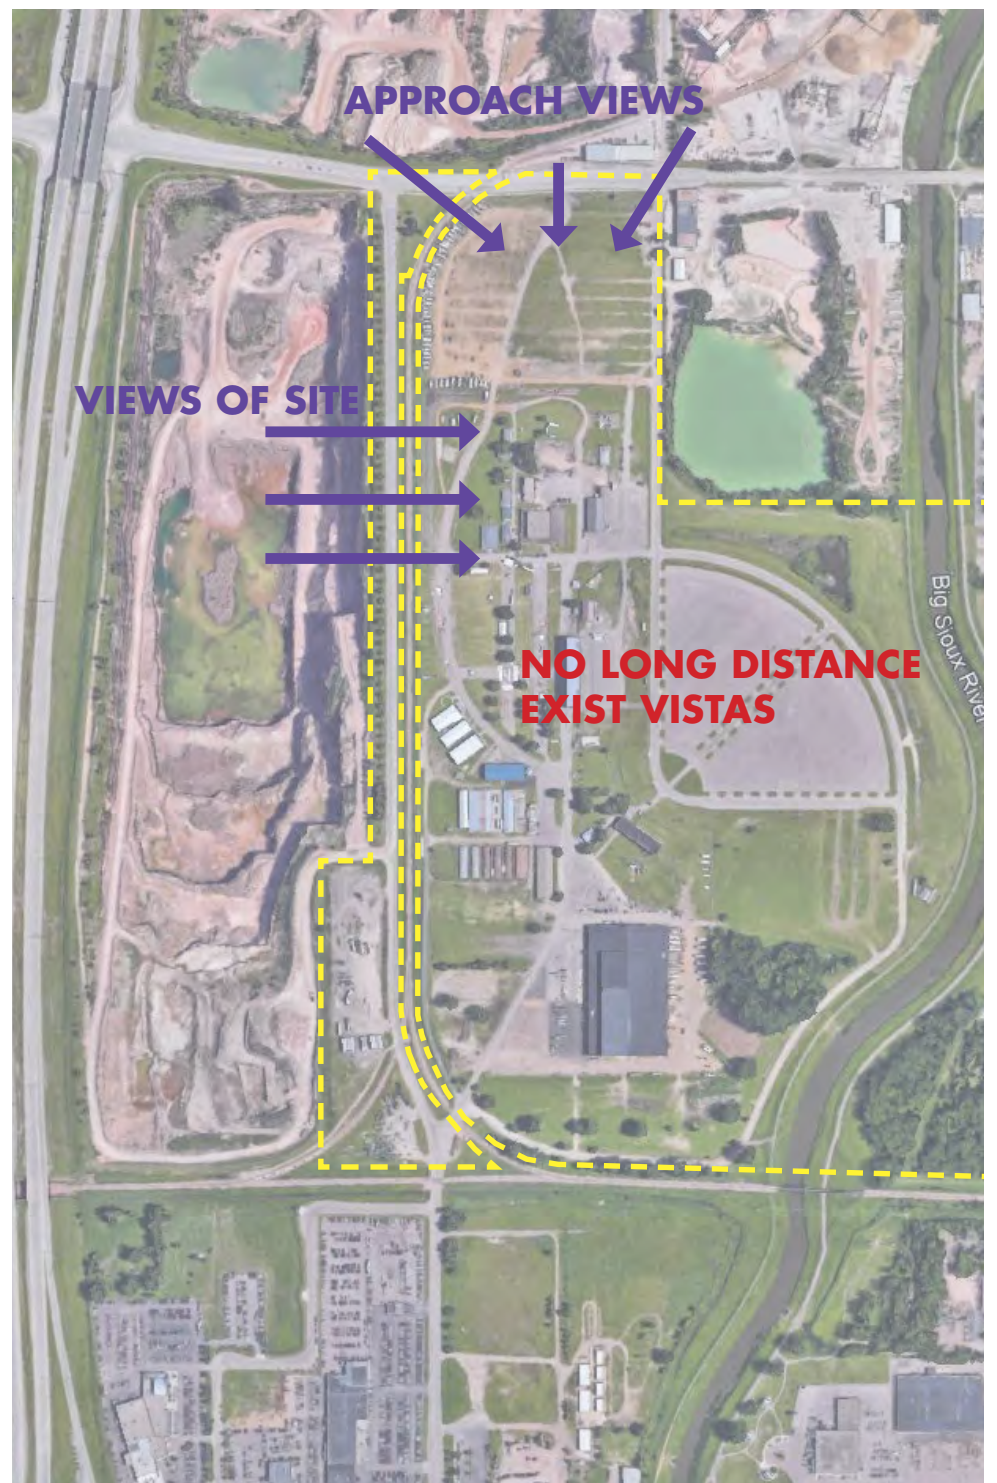 APPROACH VIEWS
VIEWS OF SITE
Big Sioux River
NO LONG DISTANCE
EXIST VISTAS